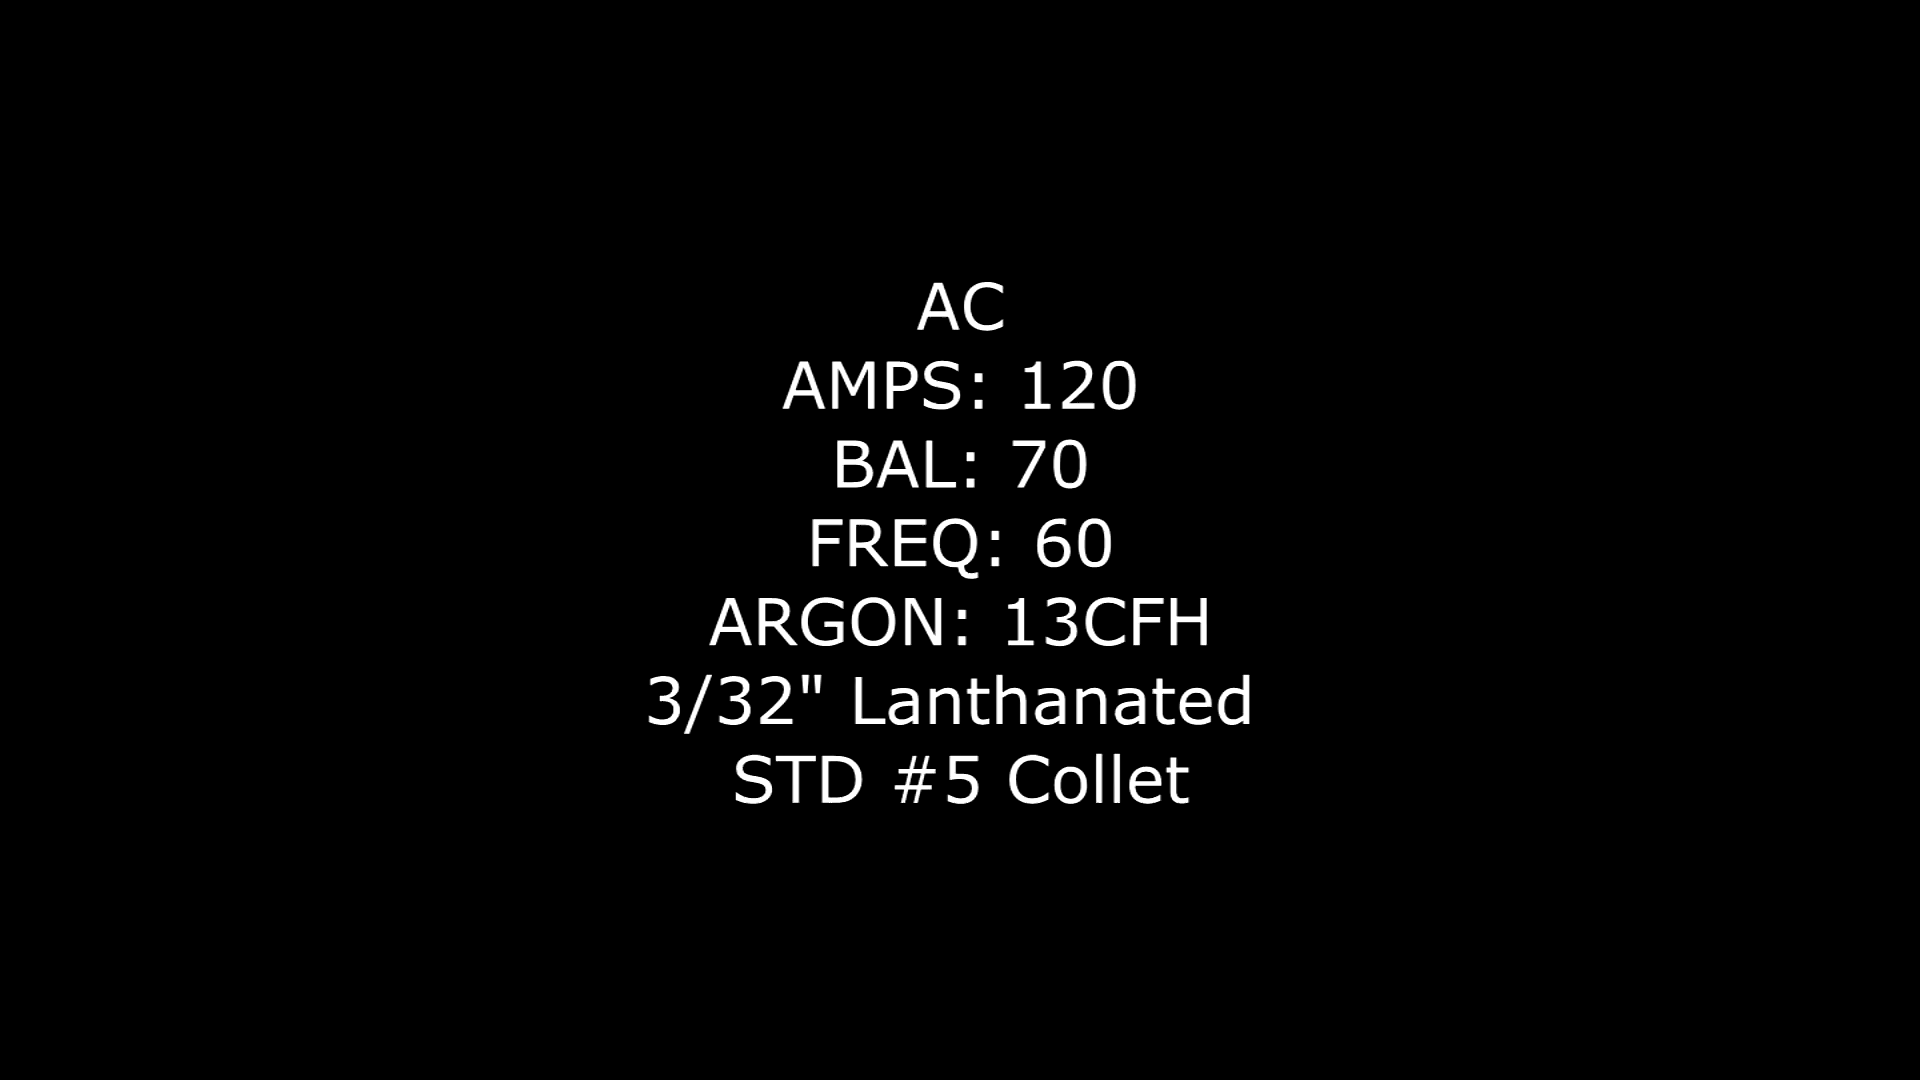 AC
AMPS: 120
BAL: 70
FREQ: 60
ARGON: 13CFH
3/32" Lanthanated
STD #5 Collet